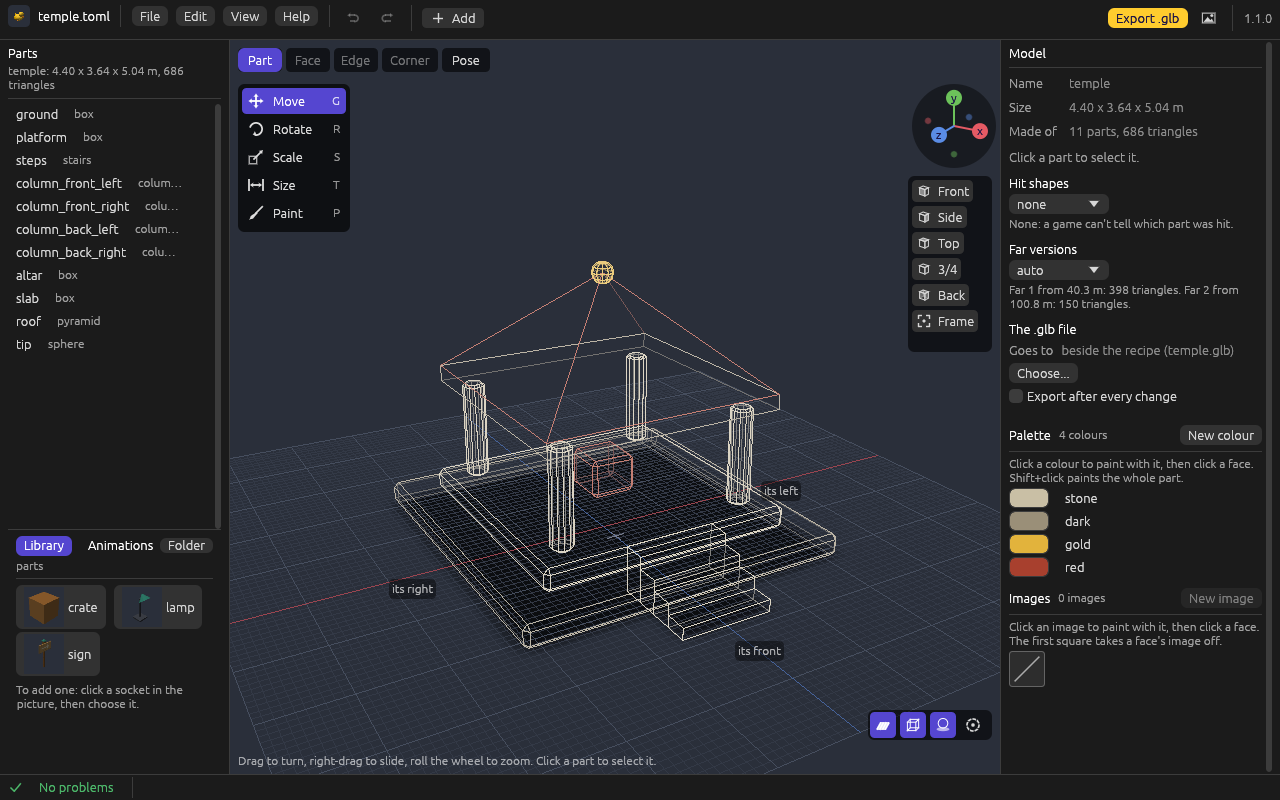 temple.toml
File
Edit
View
Help
Add
Export .glb
1.1.0
Parts
temple: 4.40 x 3.64 x 5.04 m, 686
triangles
ground box
platform box
steps stairs
column_front_left colum…
column_front_right colu…
column_back_left colum…
column_back_right colu…
altar box
slab box
roof pyramid
tip sphere
Library
Animations
Folder
parts
crate
lamp
sign
To add one: click a socket in the
picture, then choose it.
Part
Face
Edge
Corner
Pose
Move G
Rotate R
Scale S
Size T
Paint P
y
x
z
Front
Side
Top
3/4
Back
Frame
its left
its right
its front
Drag to turn, right-drag to slide, roll the wheel to zoom. Click a part to select it.
Model
Name temple
Size 4.40 x 3.64 x 5.04 m
Made of 11 parts, 686 triangles
Click a part to select it.
Hit shapes
none
None: a game can't tell which part was hit.
Far versions
auto
Far 1 from 40.3 m: 398 triangles. Far 2 from
100.8 m: 150 triangles.
The .glb file
Goes to beside the recipe (temple.glb)
Choose...
Export after every change
Palette 4 colours
New colour
Click a colour to paint with it, then click a face.
Shift+click paints the whole part.
stone
dark
gold
red
Images 0 images
New image
Click an image to paint with it, then click a face.
The first square takes a face's image off.
No problems